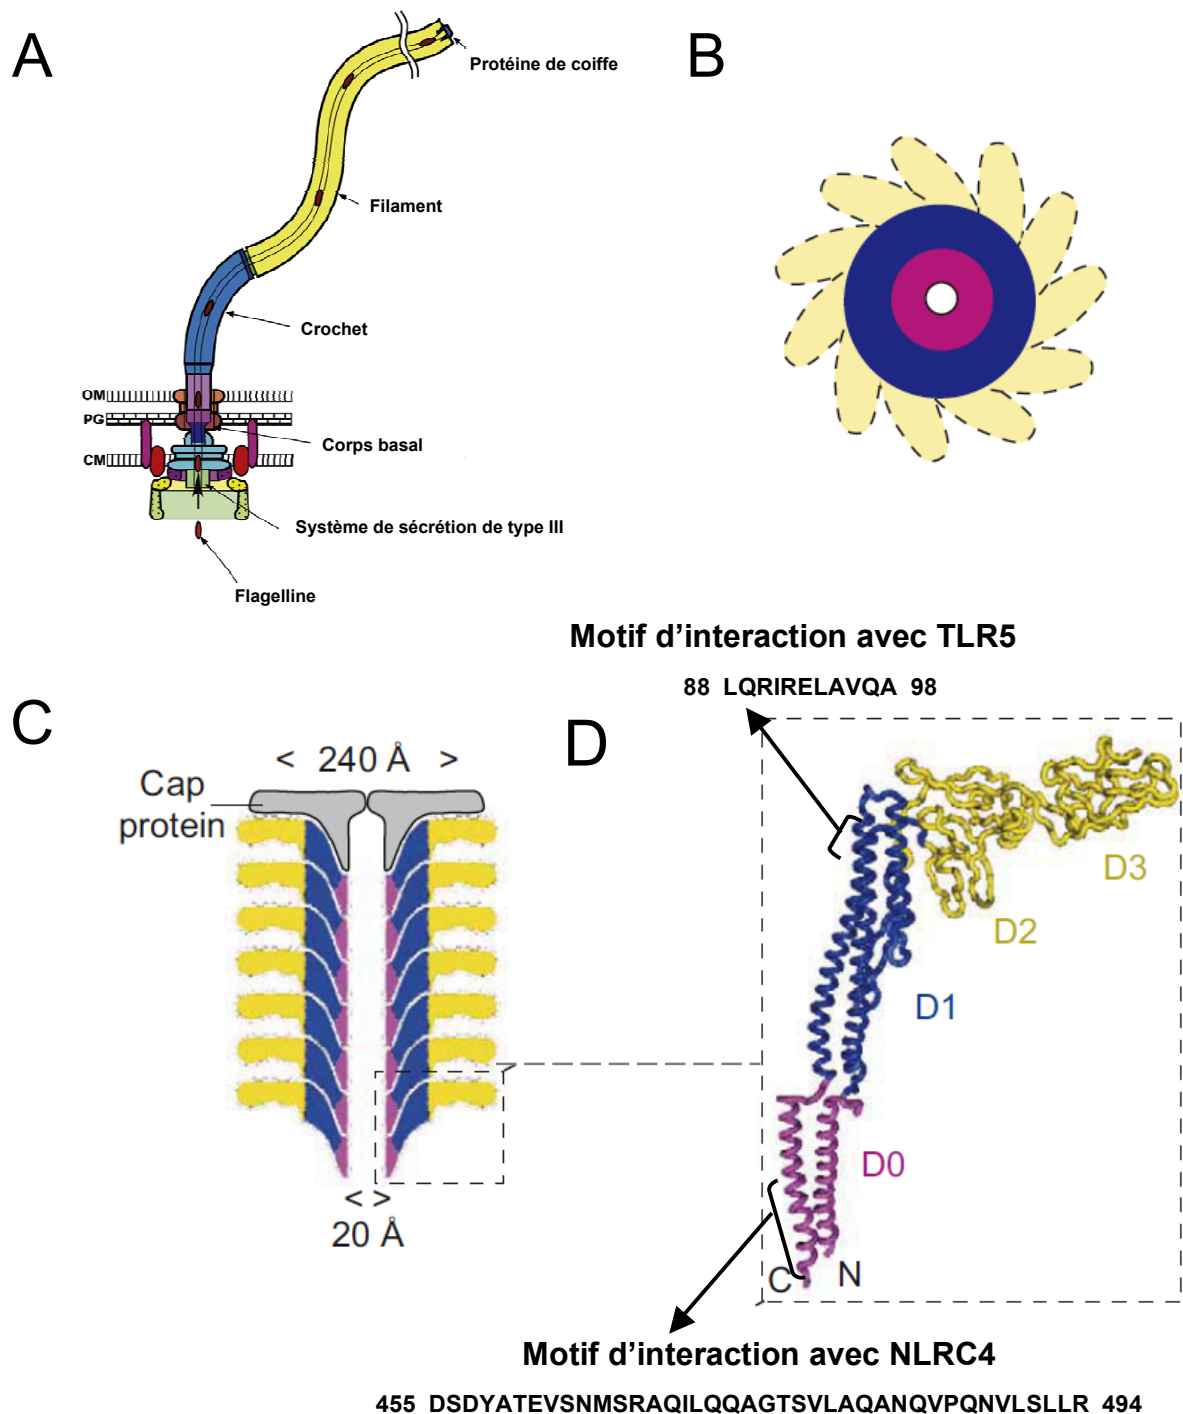 A
Protéine de coiffe
B
Filament
Crochet
OM
PG
Corps basal
CM
Système de sécrétion de type III
Flagelline
Motif d’interaction avec TLR5
88 LQRIRELAVQA 98
C
< 240 Å >
D
Cap
protein
D3
D2
D1
D0
< >
20 Å
C N
Motif d’interaction avec NLRC4
455 DSDYATEVSNMSRAQILQQAGTSVLAQANQVPQNVLSLLR 494